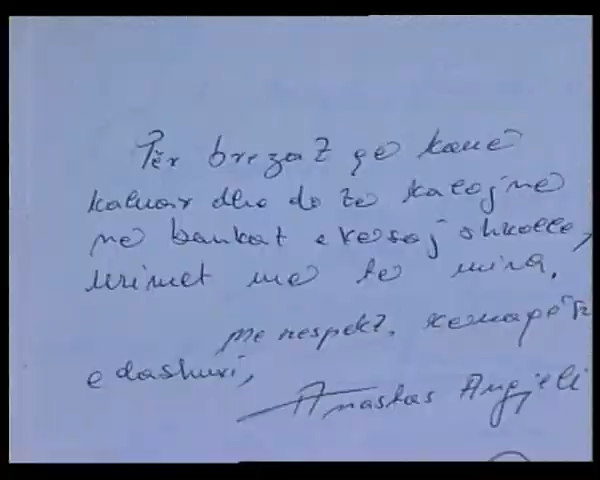 Për brezat që kanë
kaluar dhe do të kalojnë
në bankat e kësaj shkolle,
urimet më të mira.
Me respekt,
e dashuri,
Anastas Angjeli